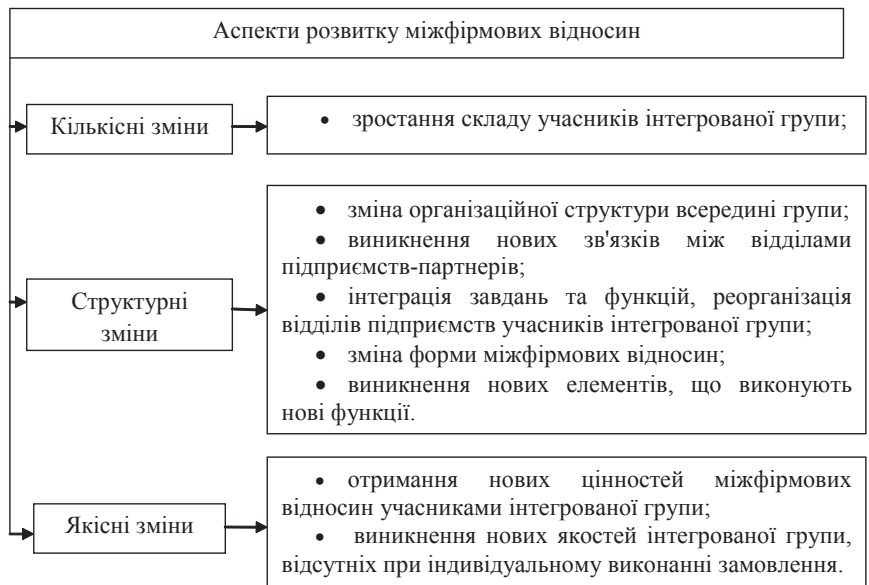 Аспекти розвитку міжфірмових відносин
Кількісні зміни
• зростання складу учасників інтегрованої групи;
Структурні
зміни
• зміна організаційної структури всередині групи;
• виникнення нових зв'язків між відділами
підприємств-партнерів;
• інтеграція завдань та функцій, реорганізація
відділів підприємств учасників інтегрованої групи;
• зміна форми міжфірмових відносин;
• виникнення нових елементів, що виконують
нові функції.
Якісні зміни
• отримання нових цінностей міжфірмових
відносин учасниками інтегрованої групи;
• виникнення нових якостей інтегрованої групи,
відсутніх при індивідуальному виконанні замовлення.